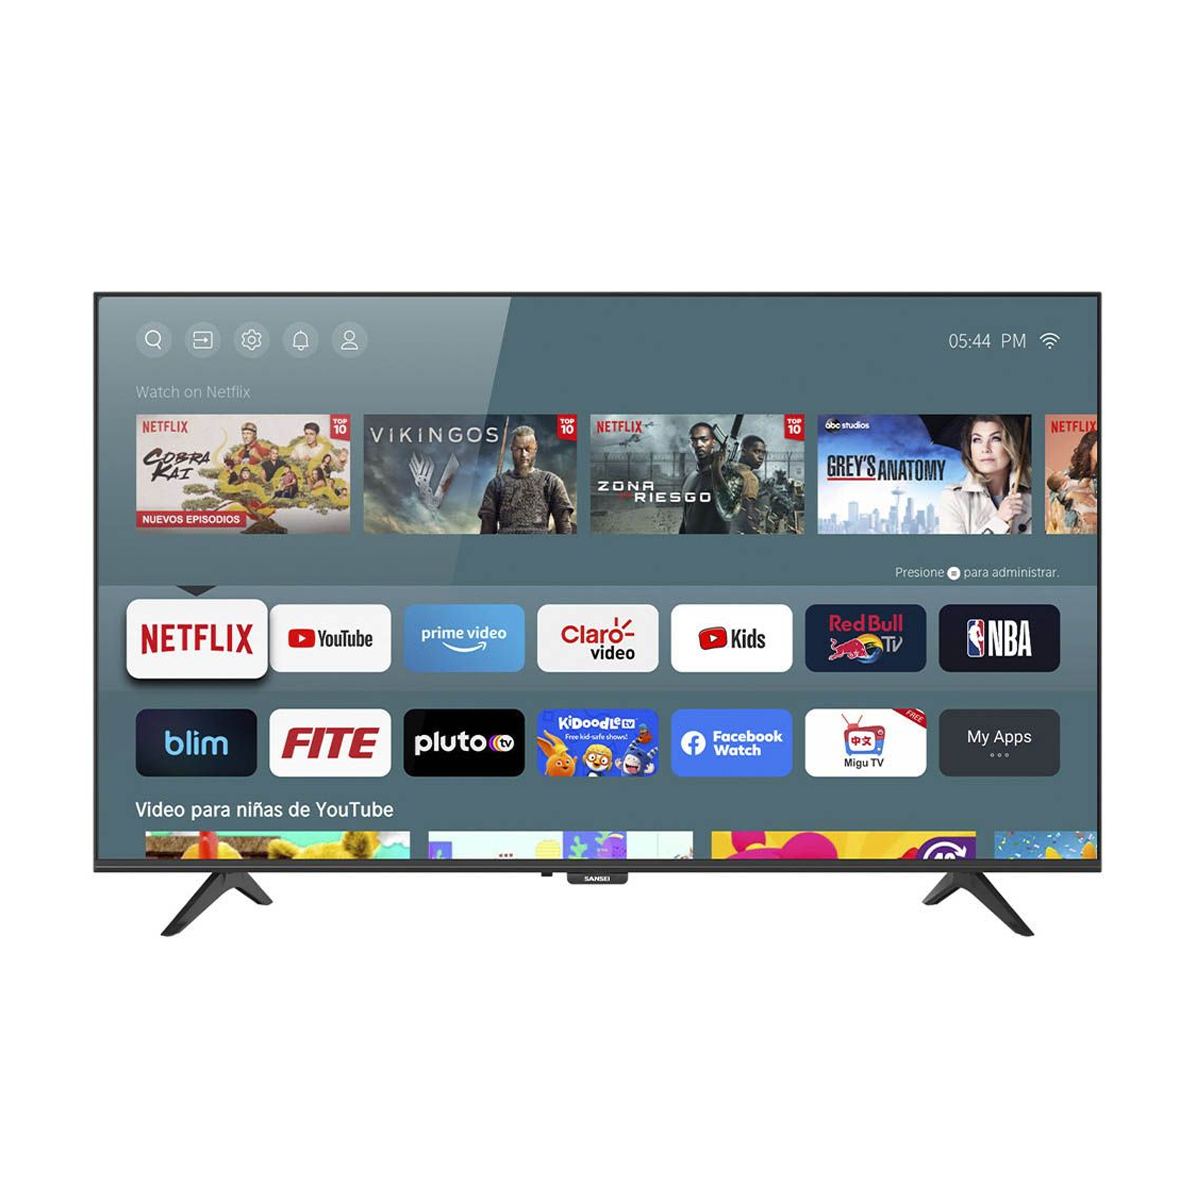 05:44 PM
Watch on Netflix
NETFLIX
TOP 10
COBRA KAI
NUEVOS EPISODIOS
VIKINGOS
TOP 10
NETFLIX
TOP 10
ZONA
DE RIESGO
abc studios
GREY'S ANATOMY
NETFLIX
Presione para administrar.
NETFLIX
YouTube
prime video
Claro-
video
Kids
Red Bull
TV
NBA
blim
FITE
pluto tv
KiDoodLe TV
Free kid-safe shows!
Facebook
Watch
FREE
中文
Migu TV
My Apps
Video para niñas de YouTube
SANSEI